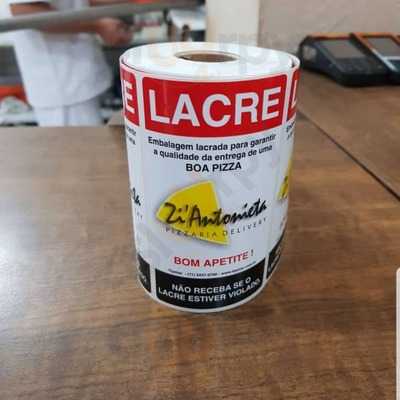 LACRE
Embalagem lacrada para garantir
a qualidade da entrega de uma
BOA PIZZA
Zi'Antonieta
PIZZARIA DELIVERY
BOM APETITE !
NÃO RECEBA SE O
LACRE ESTIVER VIOLADO.